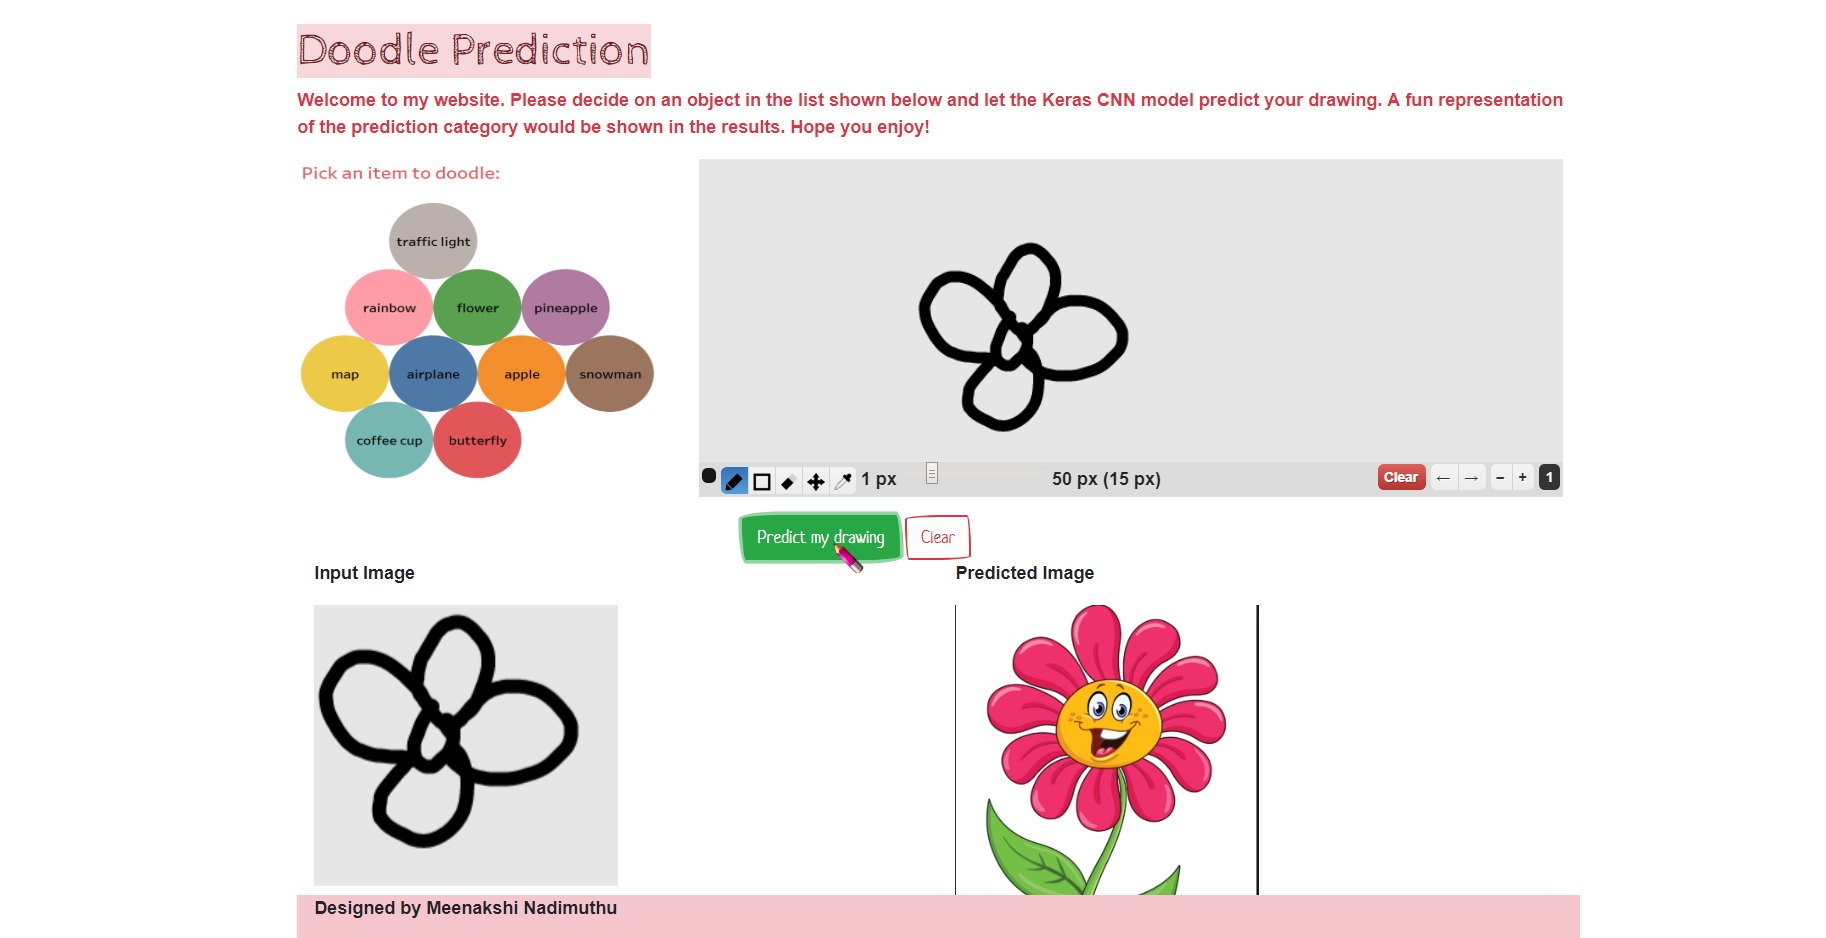 Doodle Prediction
Welcome to my website. Please decide on an object in the list shown below and let the Keras CNN model predict your drawing. A fun representation
of the prediction category would be shown in the results. Hope you enjoy!
Pick an item to doodle:
traffic light
rainbow flower pineapple
map airplane apple snowman
coffee cup butterfly
1 px 50 px (15 px) Clear ← → - + 1
Predict my drawing Clear
Input Image Predicted Image
Designed by Meenakshi Nadimuthu